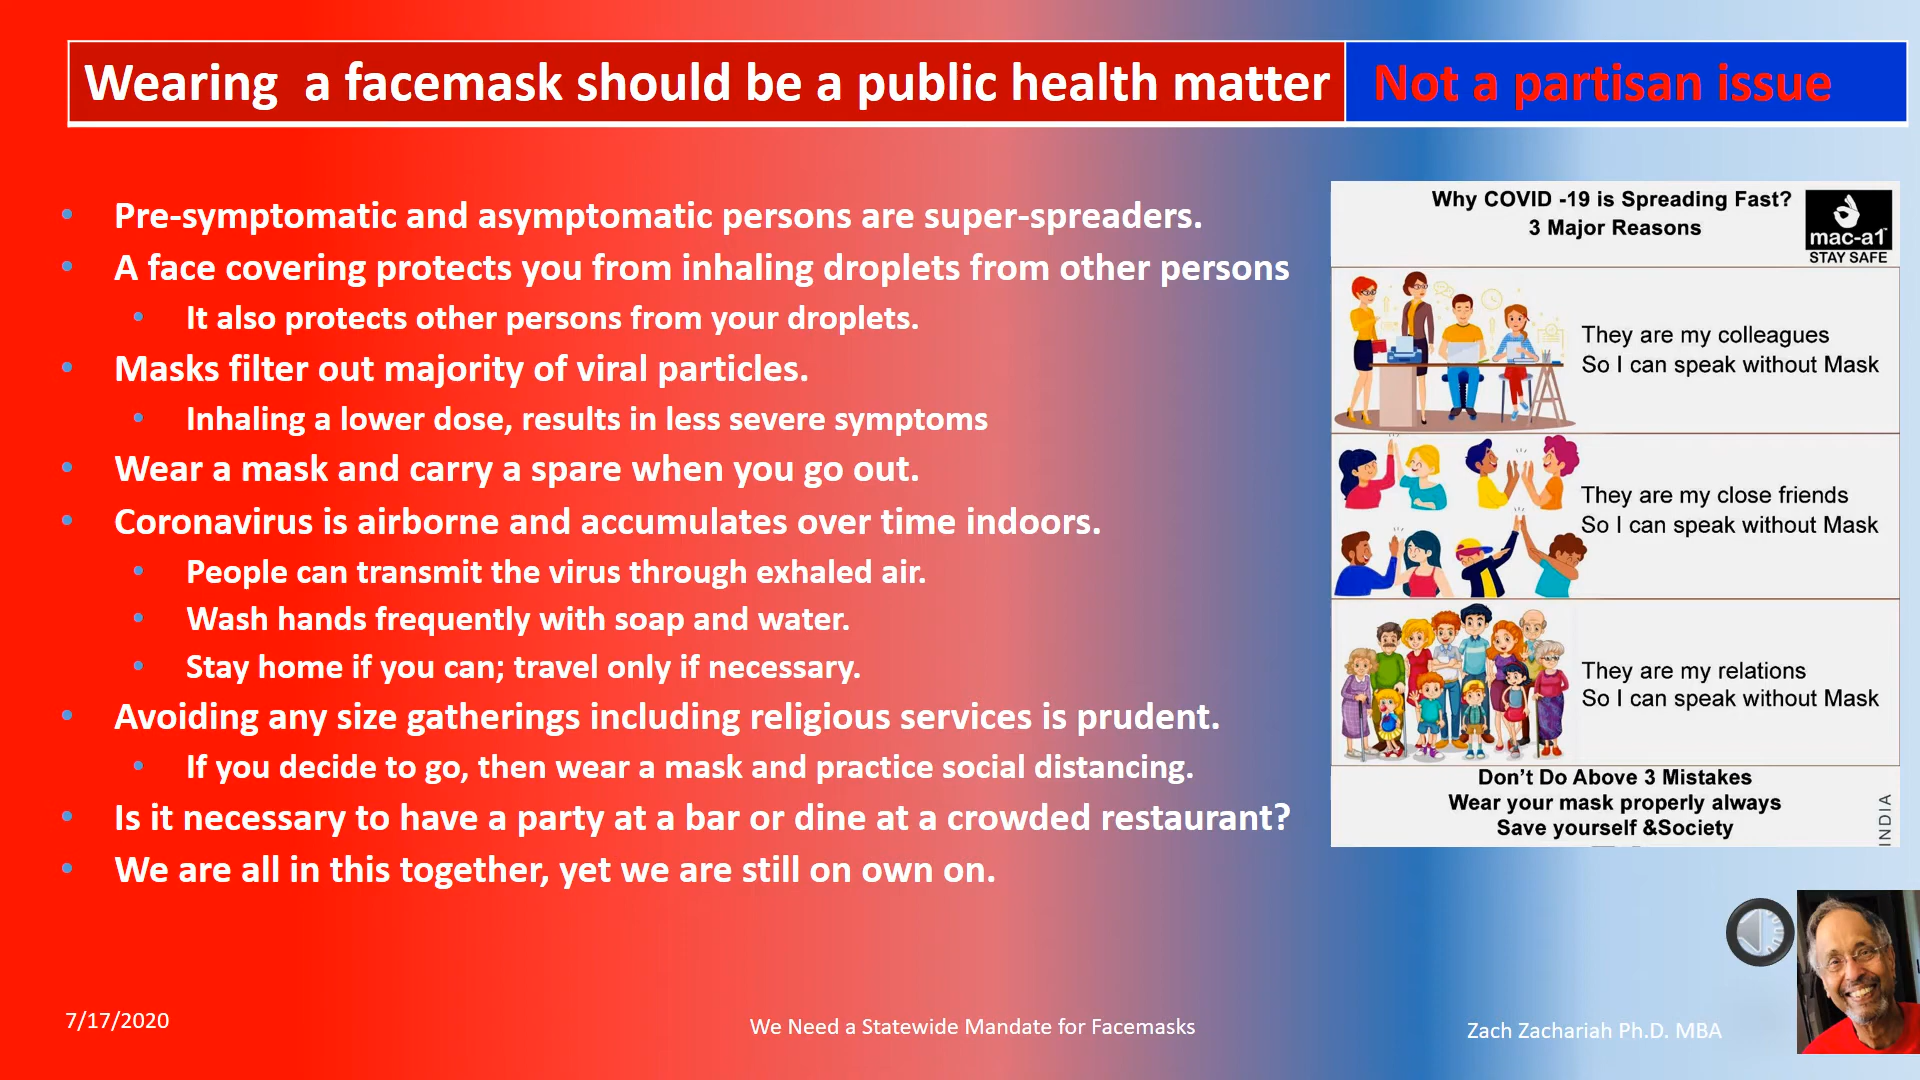 Wearing a facemask should be a public health matter
Not a partisan issue
• Pre-symptomatic and asymptomatic persons are super-spreaders.
• A face covering protects you from inhaling droplets from other persons
• It also protects other persons from your droplets.
• Masks filter out majority of viral particles.
• Inhaling a lower dose, results in less severe symptoms
• Wear a mask and carry a spare when you go out.
• Coronavirus is airborne and accumulates over time indoors.
• People can transmit the virus through exhaled air.
• Wash hands frequently with soap and water.
• Stay home if you can; travel only if necessary.
• Avoiding any size gatherings including religious services is prudent.
• If you decide to go, then wear a mask and practice social distancing.
• Is it necessary to have a party at a bar or dine at a crowded restaurant?
• We are all in this together, yet we are still on own on.
Why COVID -19 is Spreading Fast?
3 Major Reasons
mac-a1
STAY SAFE
They are my colleagues
So I can speak without Mask
They are my close friends
So I can speak without Mask
They are my relations
So I can speak without Mask
Don't Do Above 3 Mistakes
Wear your mask properly always
Save yourself &Society
INDIA
7/17/2020
We Need a Statewide Mandate for Facemasks
Zach Zachariah Ph.D. MBA